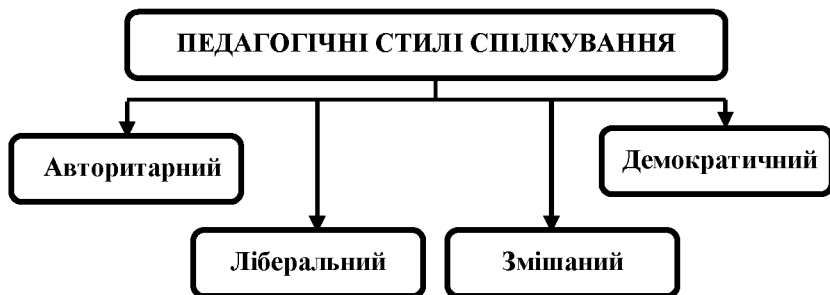 ПЕДАГОГІЧНІ СТИЛІ СПІЛКУВАННЯ
Авторитарний
Демократичний
Ліберальний
Змішаний